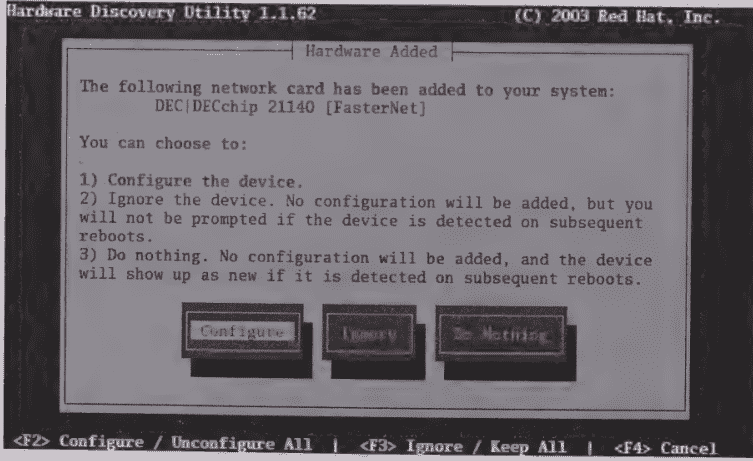 Hardware Discovery Utility 1.1.62 (C) 2003 Red Hat, Inc.
Hardware Added
The following network card has been added to your system:
DEC|DECchip 21140 [FasterNet]
You can choose to:
1) Configure the device.
2) Ignore the device. No configuration will be added, but you
will not be prompted if the device is detected on subsequent
reboots.
3) Do nothing. No configuration will be added, and the device
will show up as new if it is detected on subsequent reboots.
Configure Ignore Do Nothing
<F2> Configure / Unconfigure All | <F3> Ignore / Keep All | <F4> Cancel